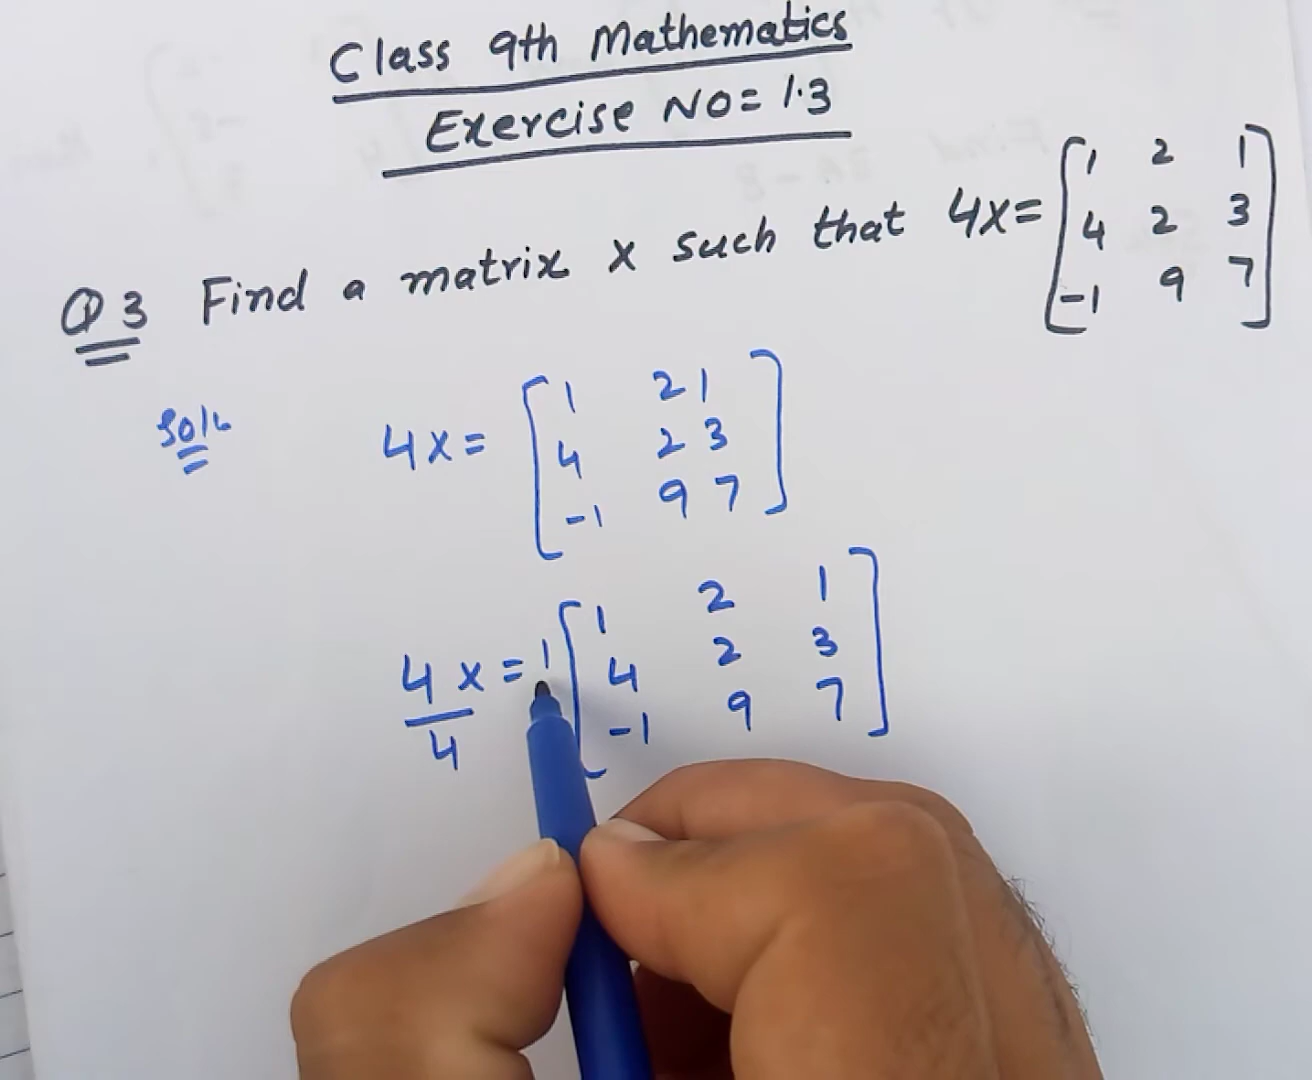 Class 9th Mathematics
Exercise NO= 1.3
Q3 Find a matrix x such that 4x= [1 2 1
4 2 3
-1 9 7]
Sol:
4x= [1 2 1
4 2 3
-1 9 7]
4x/4 = 1 [1 2 1
4 2 3
-1 9 7]